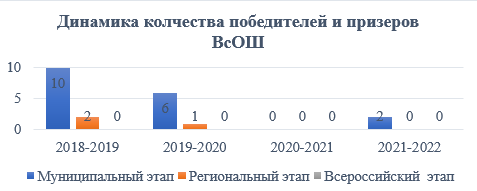 Динамика колчества победителей и призеров
ВсОШ
10
5
0
10 2 0 6 1 0 0 0 0 2 0 0
2018-2019 2019-2020 2020-2021 2021-2022
Муниципальный этап Региональный этап Всероссийский этап